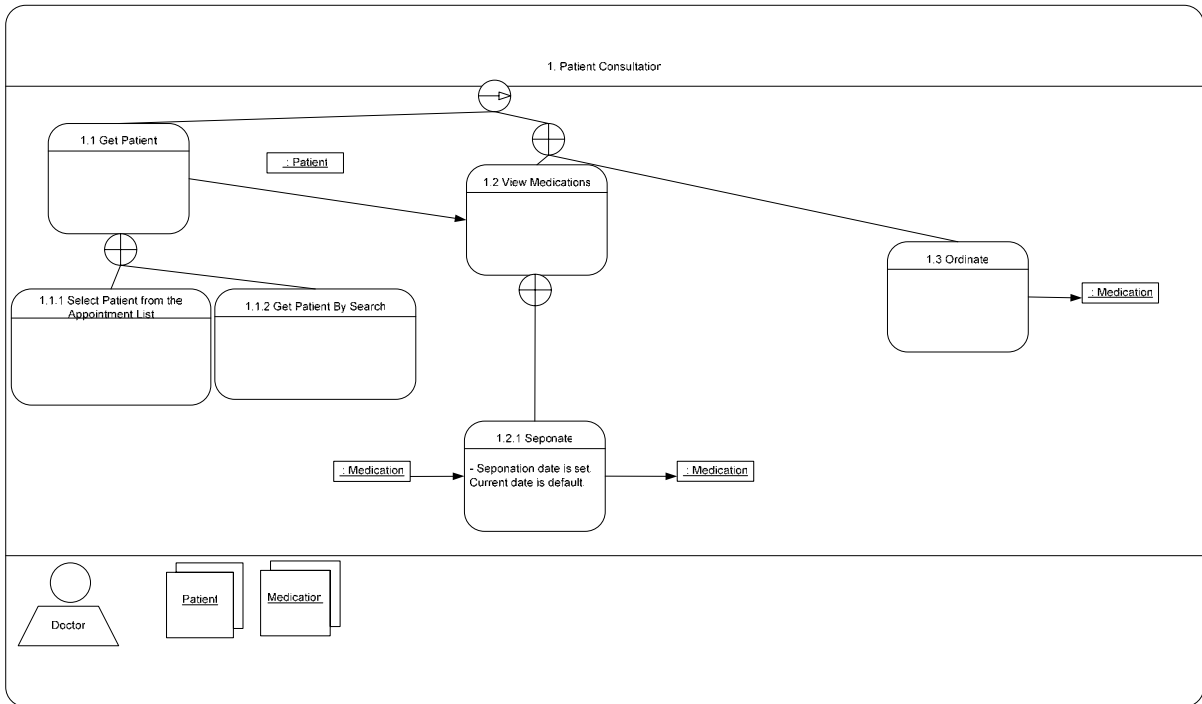 1. Patient Consultation
1.1 Get Patient
: Patient
1.2 View Medications
1.3 Ordinate
: Medication
1.1.1 Select Patient from the
Appointment List
1.1.2 Get Patient By Search
1.2.1 Seponate
: Medication
- Seponation date is set.
Current date is default.
: Medication
Doctor
Patient
Medication